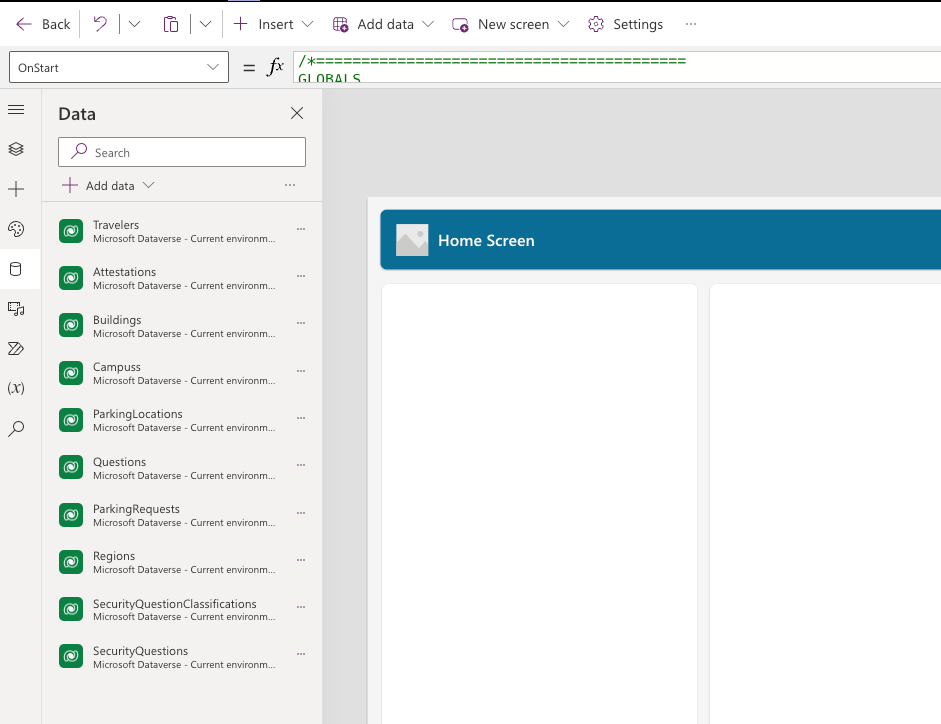 Back
Insert
Add data
New screen
Settings
...
OnStart
= fx
/*=========================================
GLOBALS
Data
Search
Add data
...
Travelers
Microsoft Dataverse - Current environm...
...
Attestations
Microsoft Dataverse - Current environm...
...
Buildings
Microsoft Dataverse - Current environm...
...
Campuss
Microsoft Dataverse - Current environm...
...
ParkingLocations
Microsoft Dataverse - Current environm...
...
Questions
Microsoft Dataverse - Current environm...
...
ParkingRequests
Microsoft Dataverse - Current environm...
...
Regions
Microsoft Dataverse - Current environm...
...
SecurityQuestionClassifications
Microsoft Dataverse - Current environm...
...
SecurityQuestions
Microsoft Dataverse - Current environm...
...
(x)
Home Screen